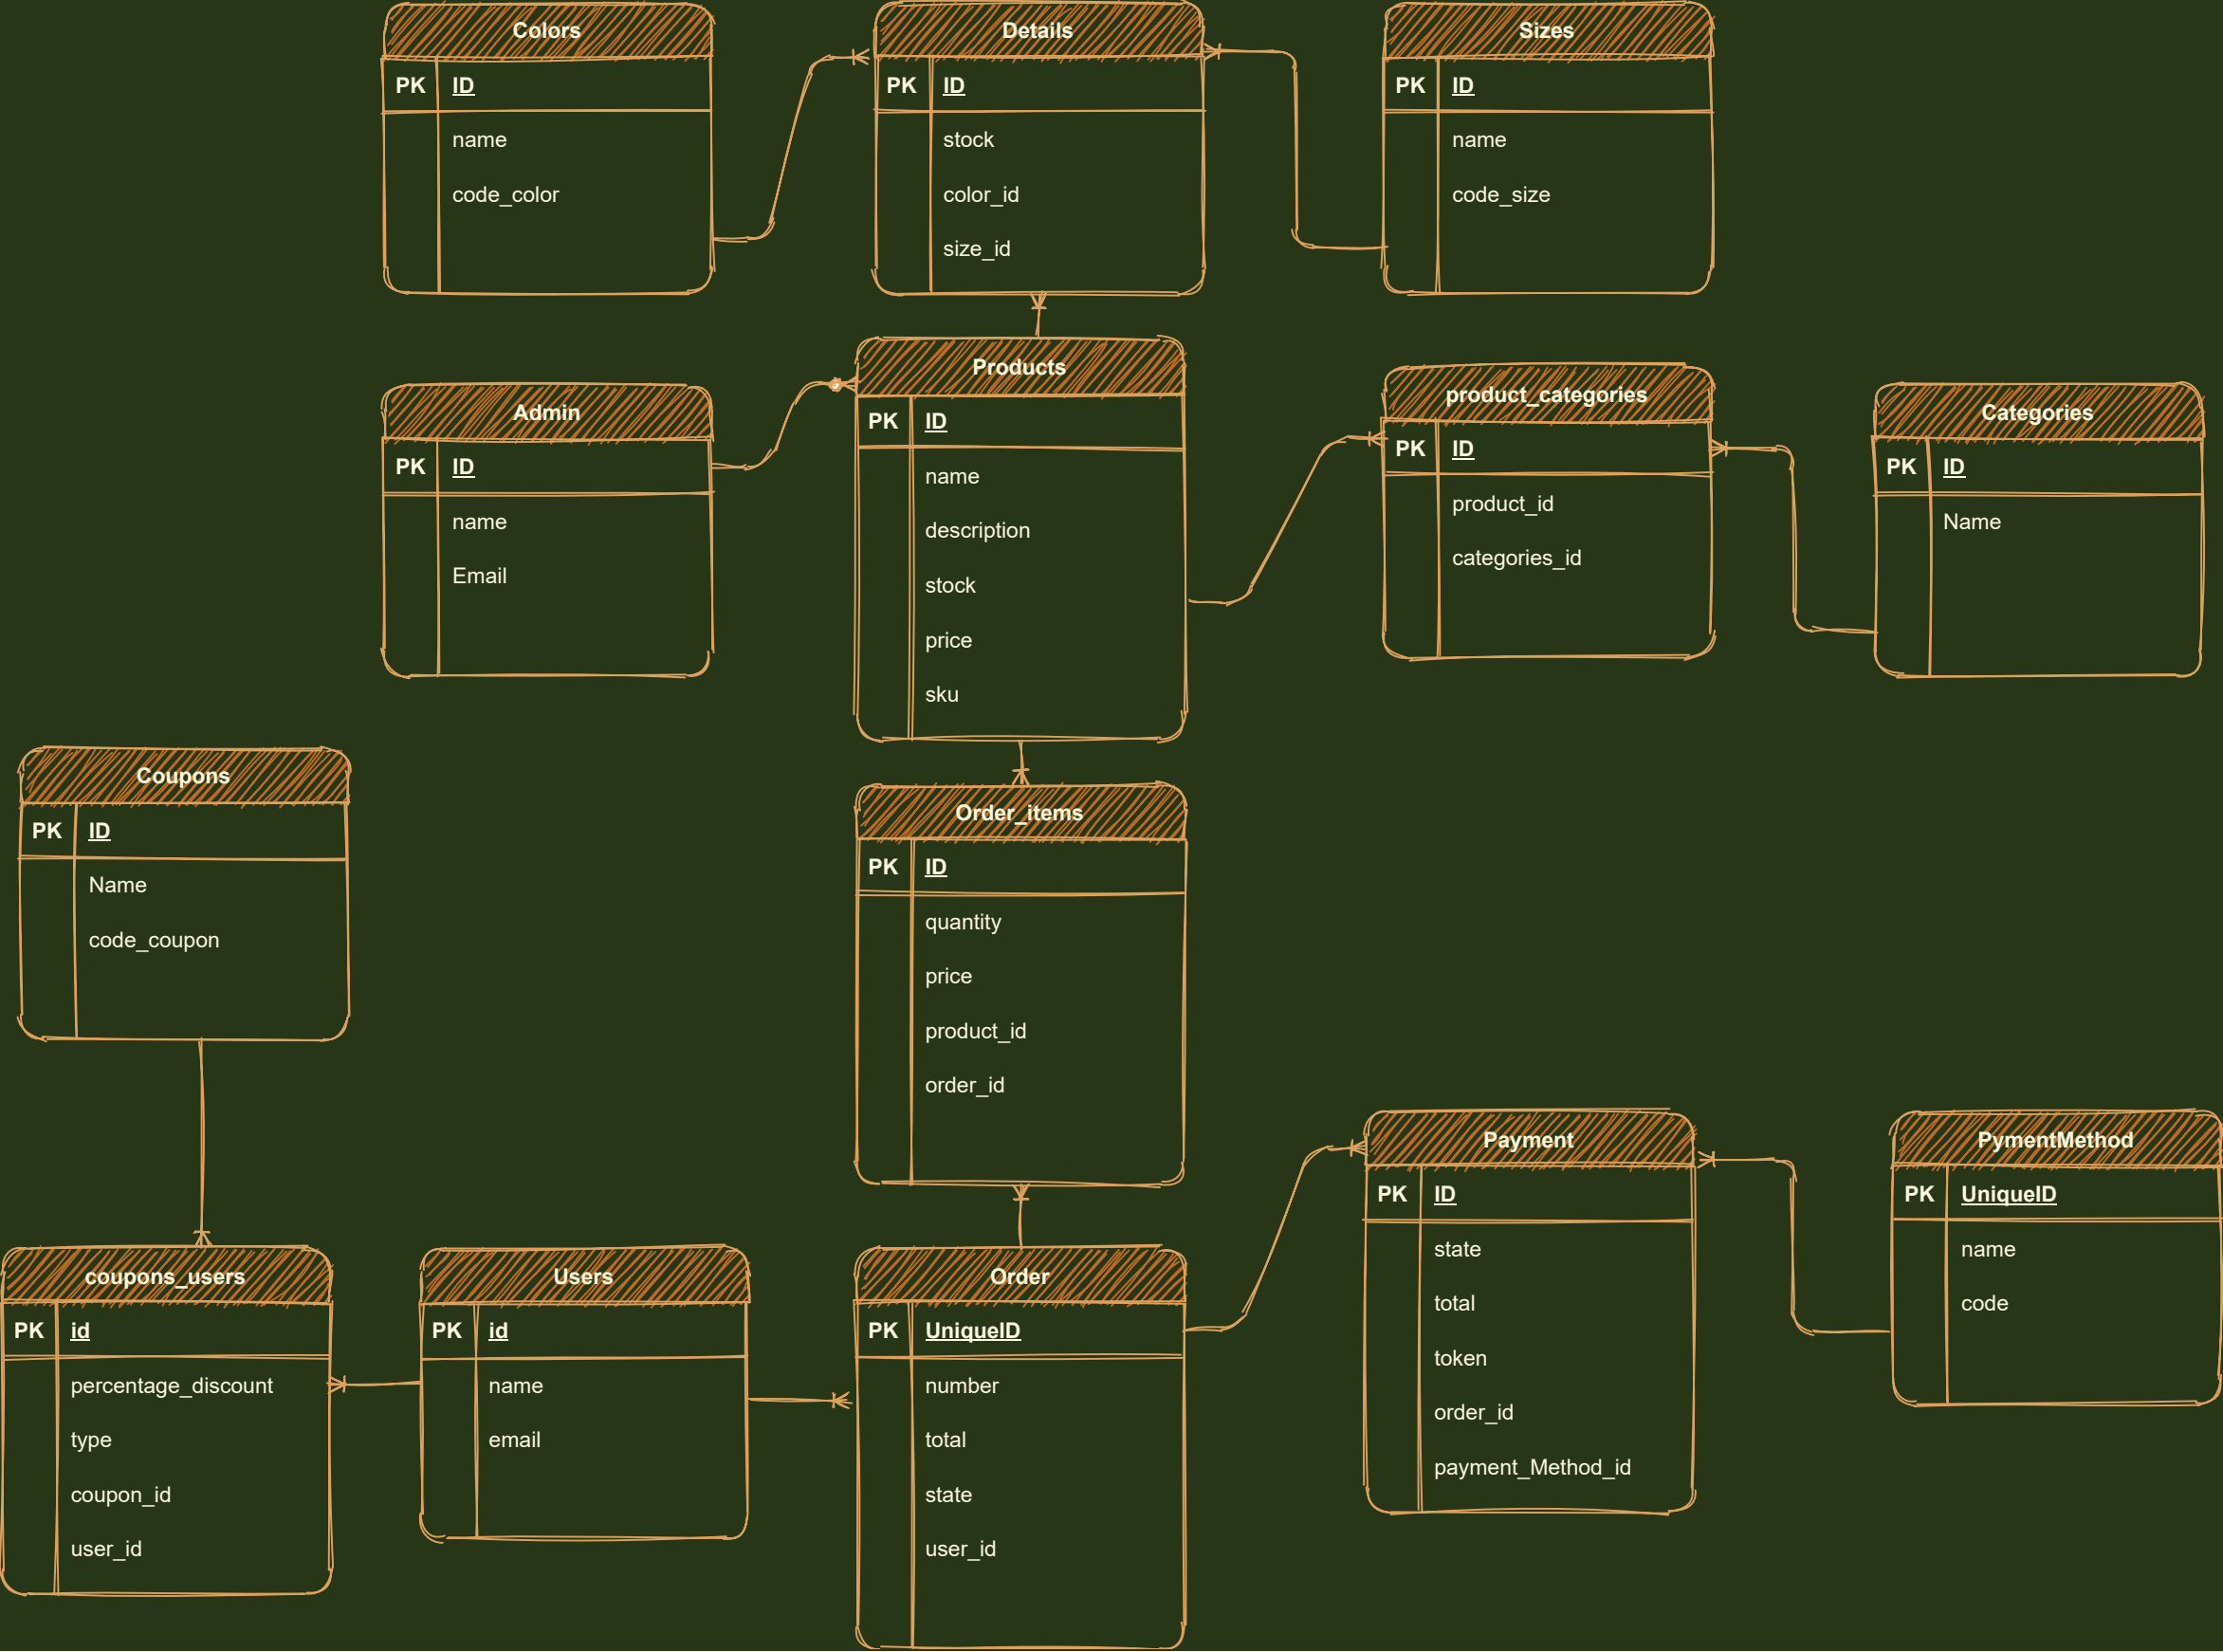 Colors
PK ID
name
code_color
Details
PK ID
stock
color_id
size_id
Sizes
PK ID
name
code_size
Admin
PK ID
name
Email
Products
PK ID
name
description
stock
price
sku
product_categories
PK ID
product_id
categories_id
Categories
PK ID
Name
Coupons
PK ID
Name
code_coupon
Order_items
PK ID
quantity
price
product_id
order_id
Payment
PK ID
state
total
token
order_id
payment_Method_id
PymentMethod
PK UniqueID
name
code
coupons_users
PK id
percentage_discount
type
coupon_id
user_id
Users
PK id
name
email
Order
PK UniqueID
number
total
state
user_id